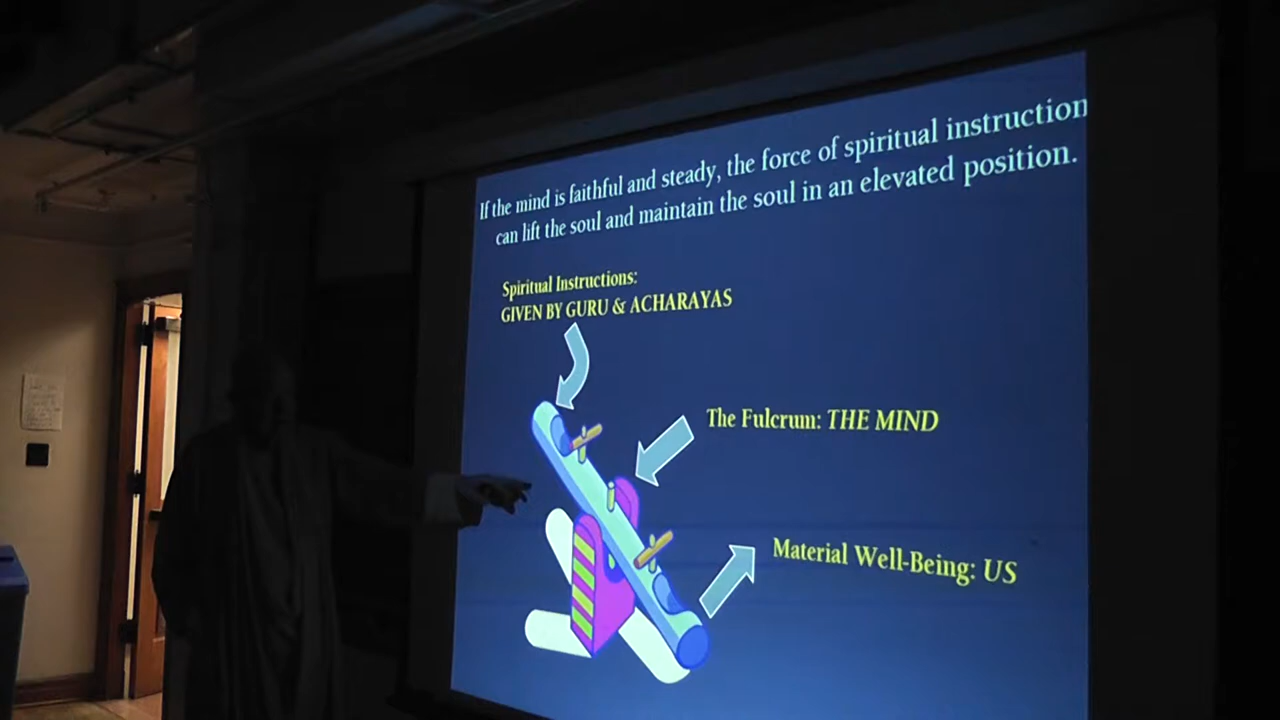 If the mind is faithful and steady, the force of spiritual instruction
can lift the soul and maintain the soul in an elevated position.
Spiritual Instructions:
GIVEN BY GURU & ACHARAYAS
The Fulcrum: THE MIND
Material Well-Being: US